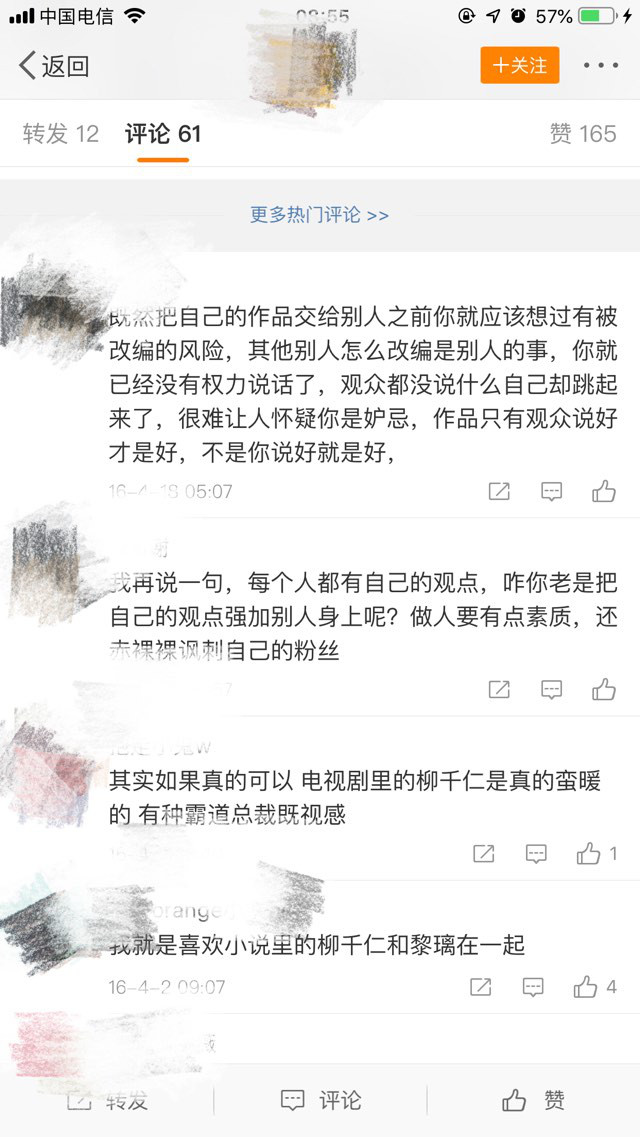 中国电信
57%
返回
十关注
转发 12 评论 61 赞 165
更多热门评论 >>
既然把自己的作品交给别人之前你就应该想过有被
改编的风险，其他别人怎么改编是别人的事，你就
已经没有权力说话了，观众都没说什么自己却跳起
来了，很难让人怀疑你是妒忌，作品只有观众说好
才是好，不是你说好就是好，
16-4-18 05:07
我再说一句，每个人都有自己的观点，咋你老是把
自己的观点强加别人身上呢？做人要有点素质，还
赤裸裸讽刺自己的粉丝
其实如果真的可以 电视剧里的柳千仁是真的蛮暖
的 有种霸道总裁既视感
1
orange
我就是喜欢小说里的柳千仁和黎璃在一起
16-4-2 09:07
4
转发 评论 赞